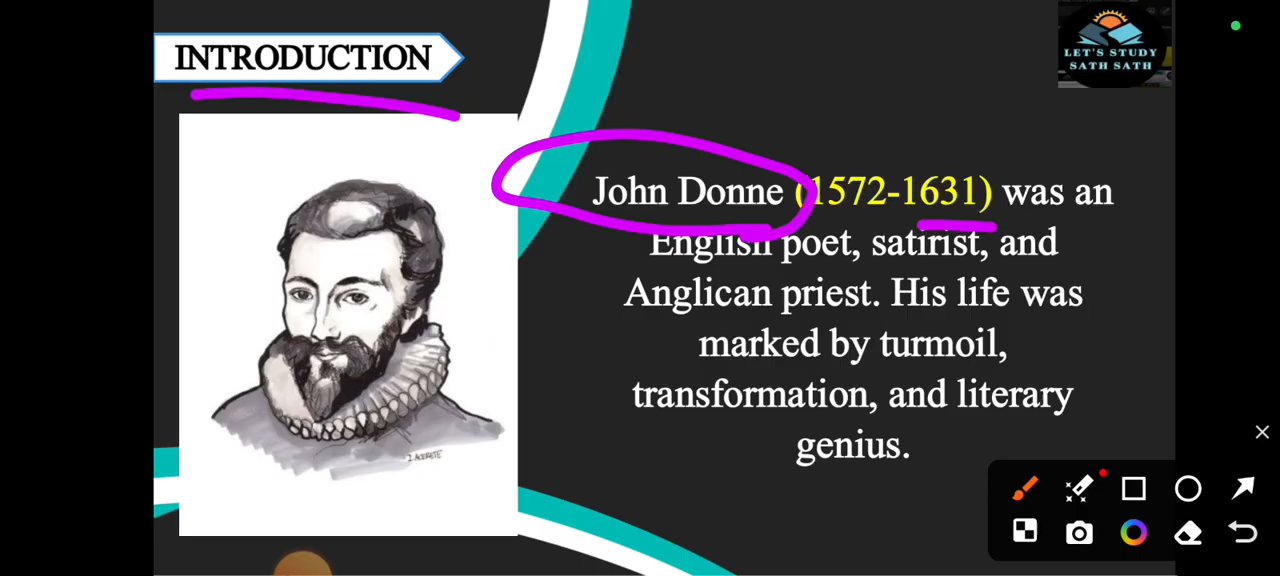 INTRODUCTION
LET'S STUDY
SATH SATH
John Donne (1572-1631) was an
English poet, satirist, and
Anglican priest. His life was
marked by turmoil,
transformation, and literary
genius.